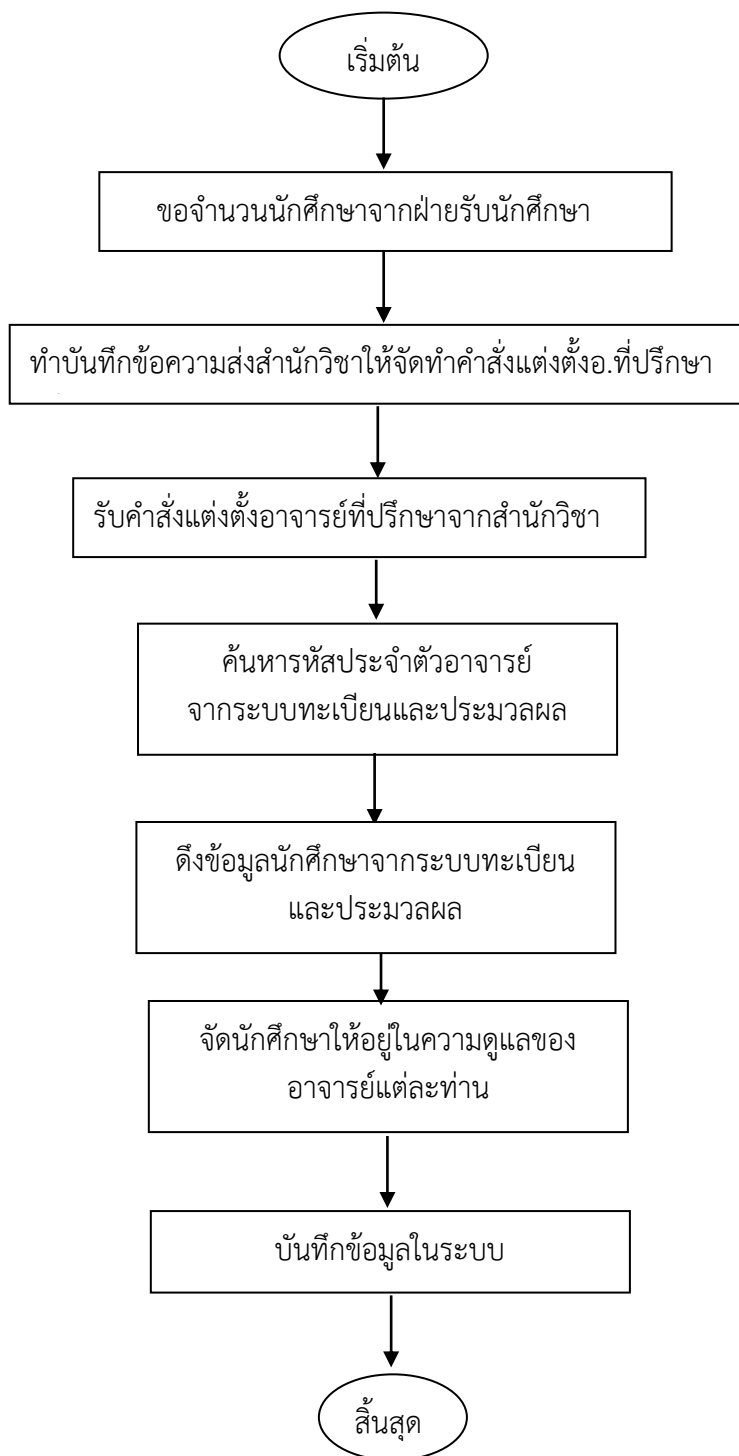 เริ่มต้น
ขอจำนวนนักศึกษาจากฝ่ายรับนักศึกษา
ทำบันทึกข้อความส่งสำนักวิชาให้จัดทำคำสั่งแต่งตั้งอ.ที่ปรึกษา
รับคำสั่งแต่งตั้งอาจารย์ที่ปรึกษาจากสำนักวิชา
ค้นหารหัสประจำตัวอาจารย์
จากระบบทะเบียนและประมวลผล
ดึงข้อมูลนักศึกษาจากระบบทะเบียน
และประมวลผล
จัดนักศึกษาให้อยู่ในความดูแลของ
อาจารย์แต่ละท่าน
บันทึกข้อมูลในระบบ
สิ้นสุด